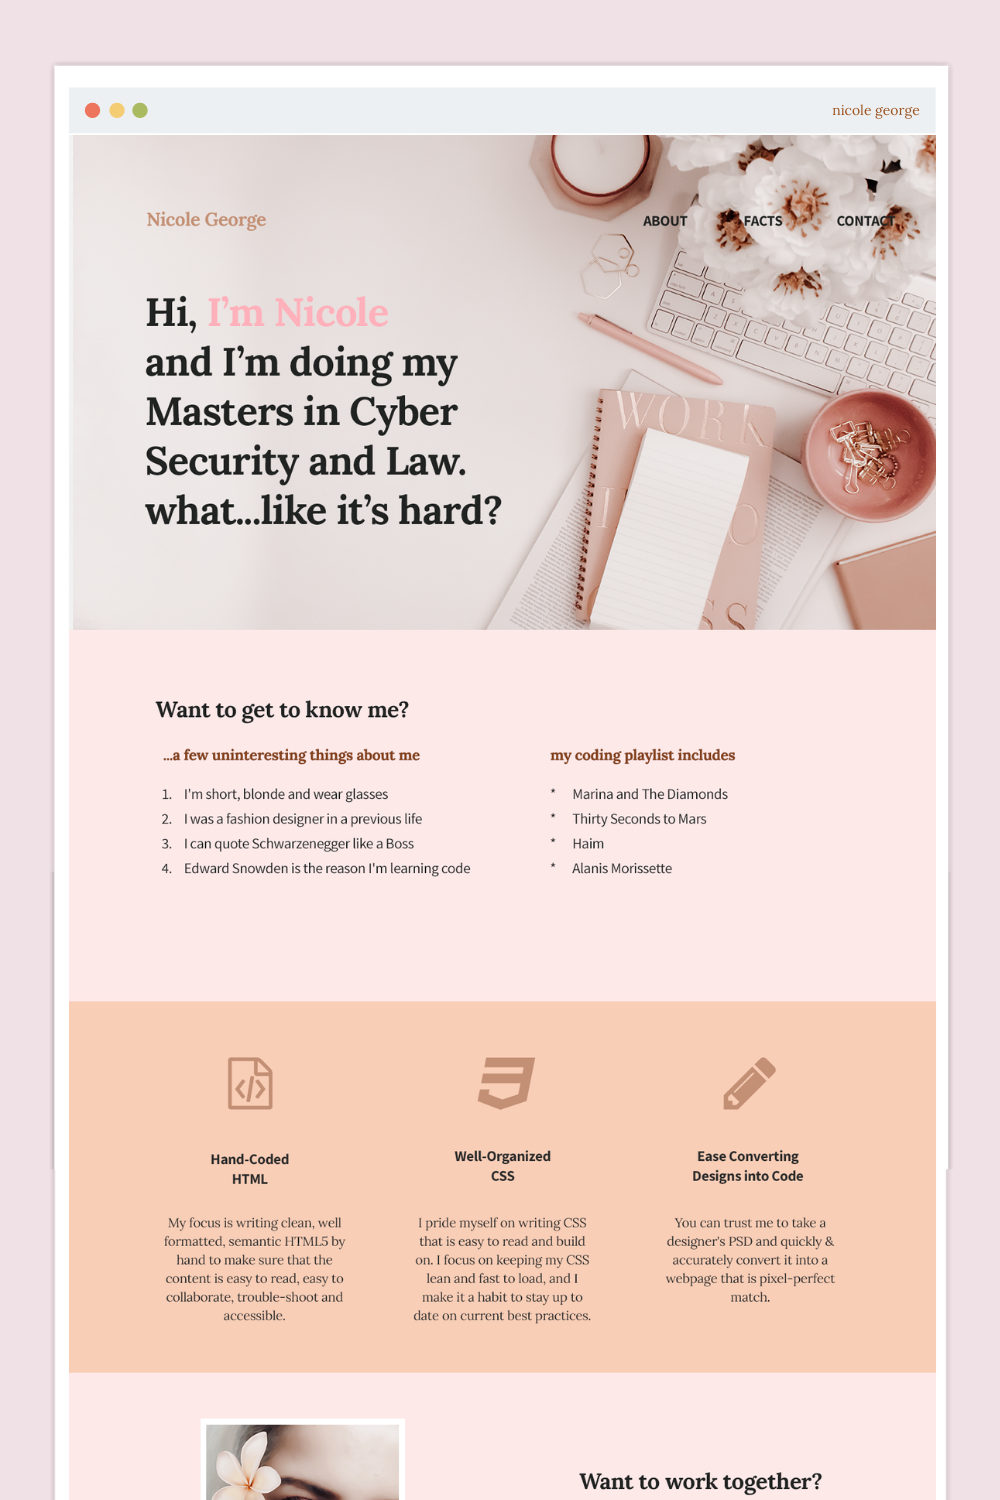 nicole george
Nicole George
ABOUT FACTS CONTACT
Hi, I'm Nicole
and I'm doing my
Masters in Cyber
Security and Law.
what...like it's hard?
WORK
Want to get to know me?
...a few uninteresting things about me
1. I'm short, blonde and wear glasses
2. I was a fashion designer in a previous life
3. I can quote Schwarzenegger like a Boss
4. Edward Snowden is the reason I'm learning code
my coding playlist includes
* Marina and The Diamonds
* Thirty Seconds to Mars
* Haim
* Alanis Morissette
Hand-Coded
HTML
My focus is writing clean, well
formatted, semantic HTML5 by
hand to make sure that the
content is easy to read, easy to
collaborate, trouble-shoot and
accessible.
Well-Organized
CSS
I pride myself on writing CSS
that is easy to read and build
on. I focus on keeping my CSS
lean and fast to load, and I
make it a habit to stay up to
date on current best practices.
Ease Converting
Designs into Code
You can trust me to take a
designer's PSD and quickly &
accurately convert it into a
webpage that is pixel-perfect
match.
Want to work together?